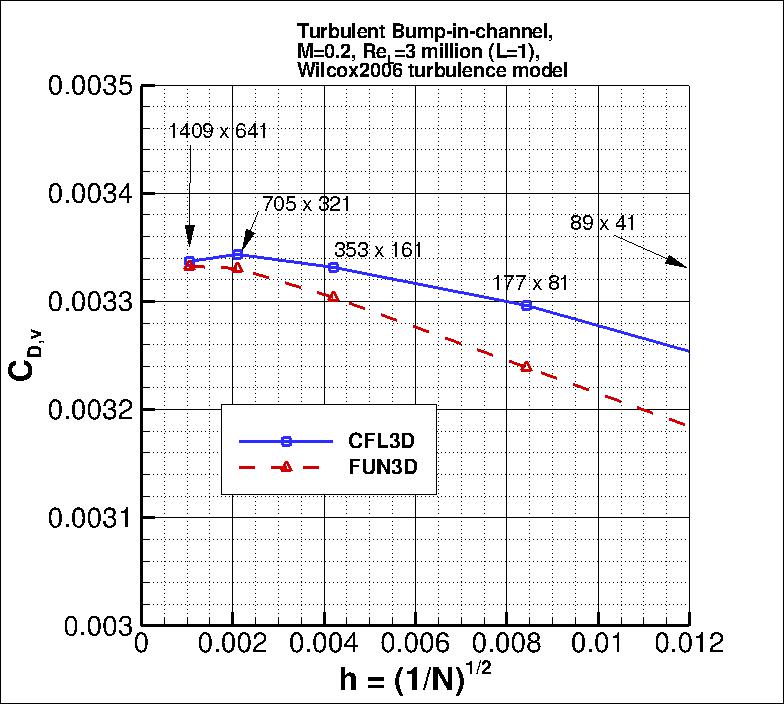 Turbulent Bump-in-channel,
M=0.2, Re_L=3 million (L=1),
Wilcox2006 turbulence model
0.0035
1409 x 641
0.0034
705 x 321
89 x 41
353 x 161
177 x 81
0.0033
C_D,v
0.0032
CFL3D
FUN3D
0.0031
0.003
0 0.002 0.004 0.006 0.008 0.01 0.012
h = (1/N)^1/2